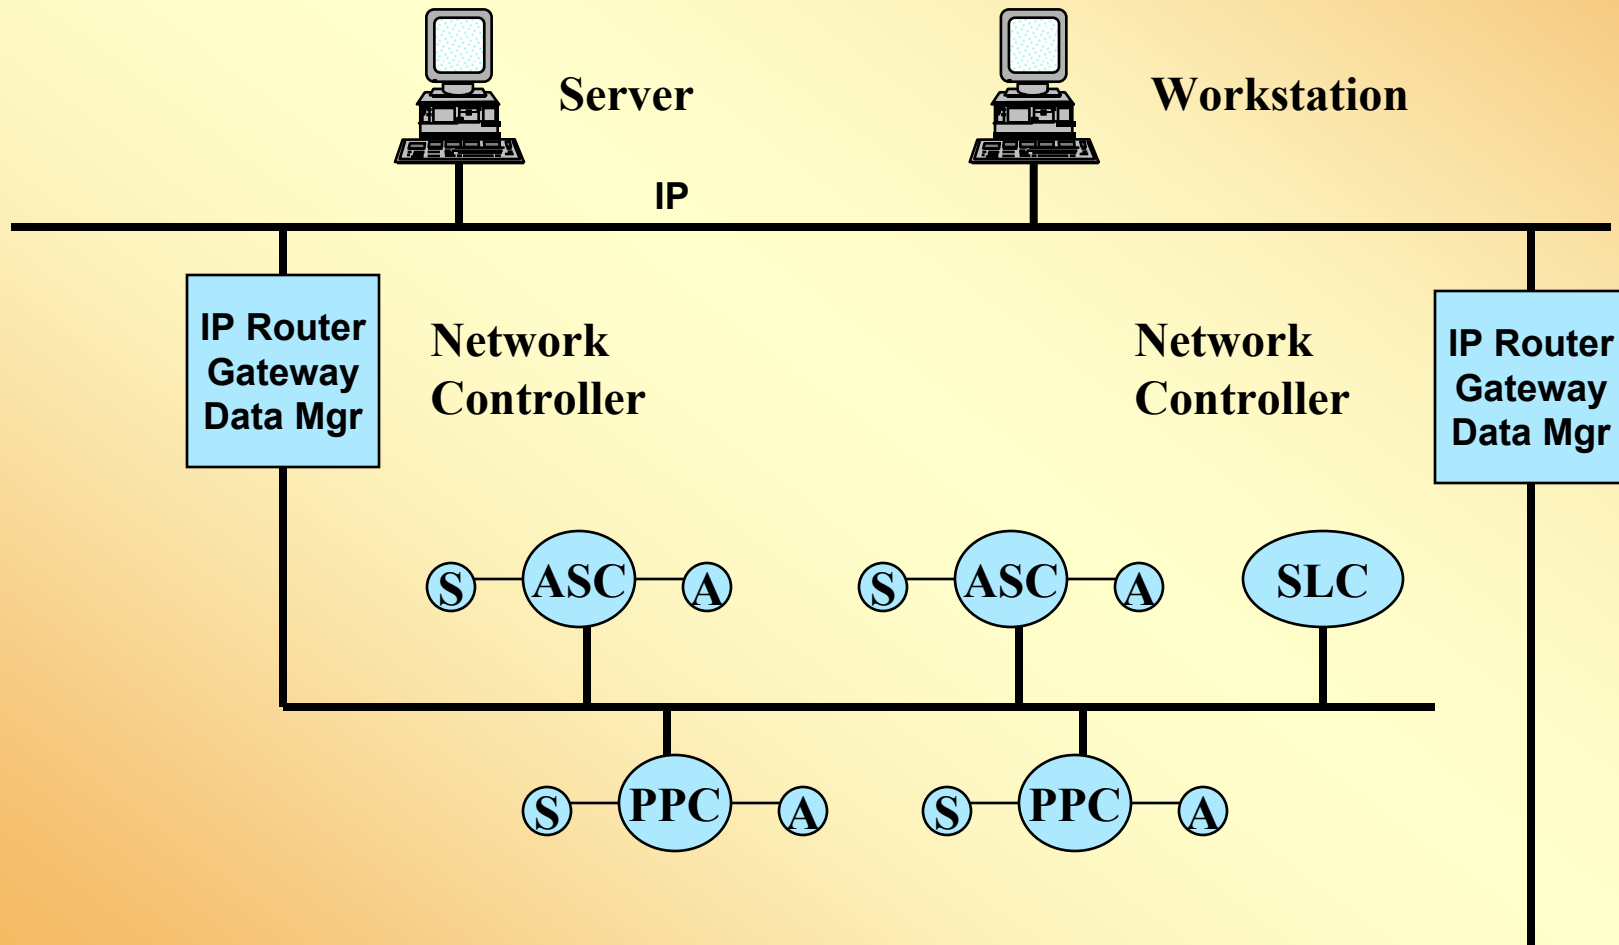 Server
Workstation
IP
IP Router
Gateway
Data Mgr
Network
Controller
Network
Controller
IP Router
Gateway
Data Mgr
S ASC A
S ASC A
SLC
S PPC A
S PPC A